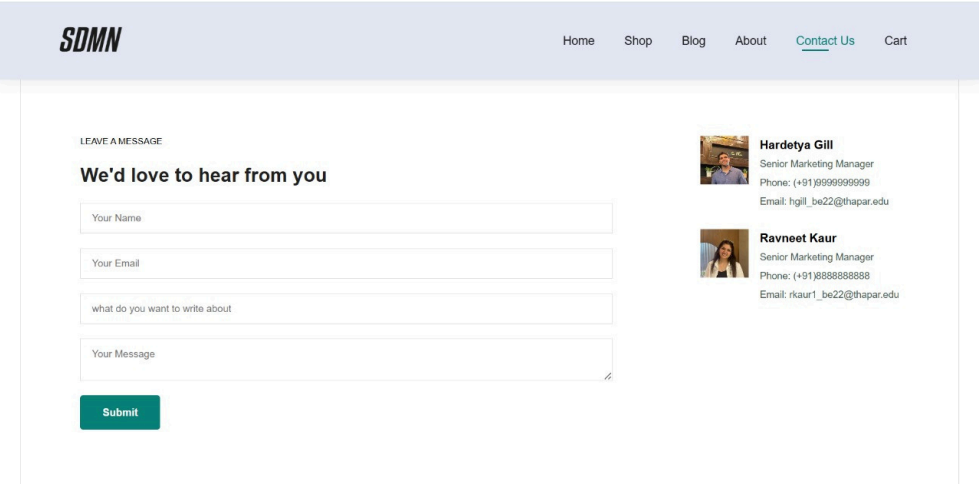 SDMN
Home Shop Blog About Contact Us Cart
LEAVE A MESSAGE
We'd love to hear from you
Your Name
Your Email
what do you want to write about
Your Message
Submit
Hardetya Gill
Senior Marketing Manager
Phone: (+91)9999999999
Email: hgill_be22@thapar.edu
Ravneet Kaur
Senior Marketing Manager
Phone: (+91)8888888888
Email: rkaur1_be22@thapar.edu